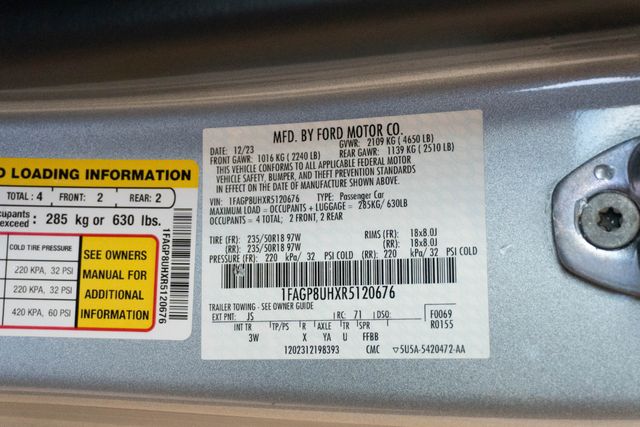 D LOADING INFORMATION
TOTAL : 4 FRONT: 2 REAR: 2
cupants
exceed : 285 kg or 630 lbs.
COLD TIRE PRESSURE
220 KPA, 32 PSI
220 KPA, 32 PSI
420 KPA, 60 PSI
SEE OWNERS
MANUAL FOR
ADDITIONAL
INFORMATION
1FAGP8UHXR5120676
MFD. BY FORD MOTOR CO.
DATE: 12/23 GVWR: 2109 KG ( 4650 LB)
FRONT GAWR: 1016 KG ( 2240 LB) REAR GAWR: 1139 KG ( 2510 LB)
THIS VEHICLE CONFORMS TO ALL APPLICABLE FEDERAL MOTOR
VEHICLE SAFETY, BUMPER, AND THEFT PREVENTION STANDARDS
IN EFFECT ON THE DATE OF MANUFACTURE SHOWN ABOVE.
VIN: 1FAGP8UHXR5120676 TYPE: Passenger Car
MAXIMUM LOAD = OCCUPANTS + LUGGAGE = 285KG/ 630LB
OCCUPANTS = 4 TOTAL; 2 FRONT, 2 REAR
TIRE (FR): 235/50R18 97W RIMS (FR): 18x8.0J
(RR): 235/50R18 97W (RR): 18x8.0J
PRESSURE (FR): 220 kPa/ 32 PSI COLD (RR): 220 kPa/ 32 PSI COLD
1FAGP8UHXR5120676
TRAILER TOWING - SEE OWNER GUIDE
EXT PNT: JS RC: 71 DSO: F0069
R0155
INT TR TP/PS R AXLE TR SPR
3W X YA U FFBB
1202312198393 CMC ▽5U5A-5420472-AA